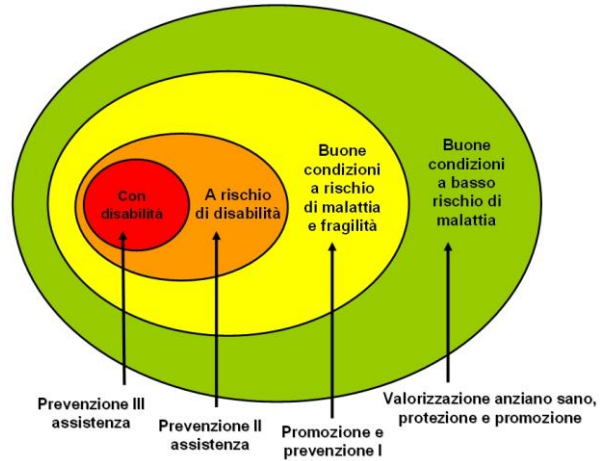 Con
disabilità
A rischio
di disabilità
Buone
condizioni
a rischio
di malattia
e fragilità
Buone
condizioni
a basso
rischio di
malattia
Prevenzione III
assistenza
Prevenzione II
assistenza
Promozione e
prevenzione I
Valorizzazione anziano sano,
protezione e promozione